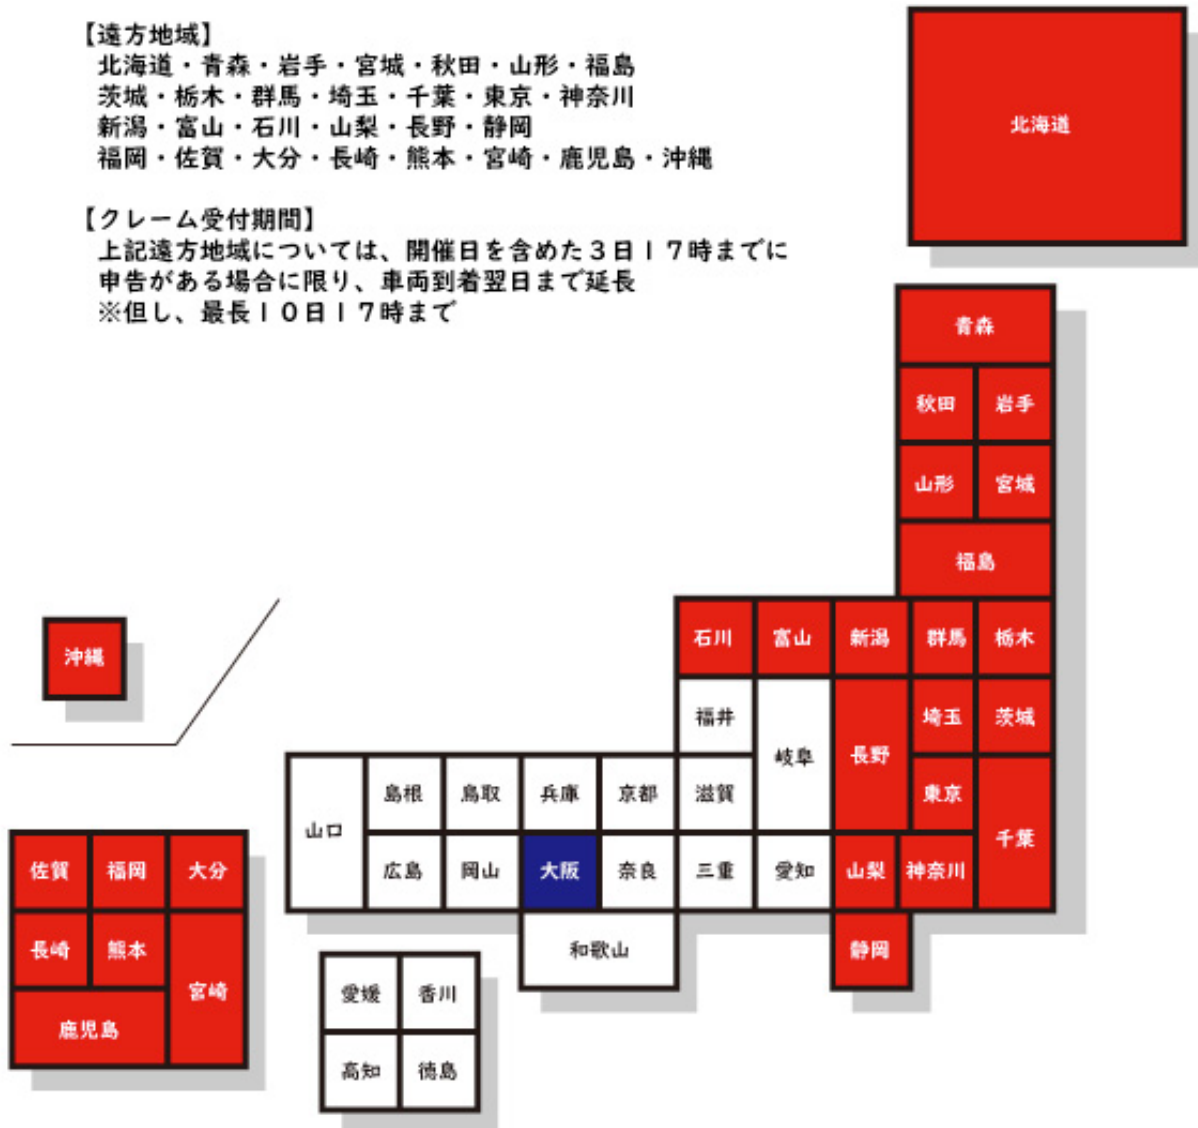 【遠方地域】
北海道・青森・岩手・宮城・秋田・山形・福島
茨城・栃木・群馬・埼玉・千葉・東京・神奈川
新潟・富山・石川・山梨・長野・静岡
福岡・佐賀・大分・長崎・熊本・宮崎・鹿児島・沖縄
【クレーム受付期間】
上記遠方地域については、開催日を含めた3日17時までに
申告がある場合に限り、車両到着翌日まで延長
※但し、最長10日17時まで
北海道
青森
秋田
岩手
山形
宮城
福島
石川
富山
新潟
群馬
栃木
沖縄
福井
岐阜
長野
埼玉
茨城
山口
島根
鳥取
兵庫
京都
滋賀
東京
千葉
広島
岡山
大阪
奈良
三重
愛知
山梨
神奈川
佐賀
福岡
大分
長崎
熊本
宮崎
鹿児島
和歌山
静岡
愛媛
香川
高知
徳島